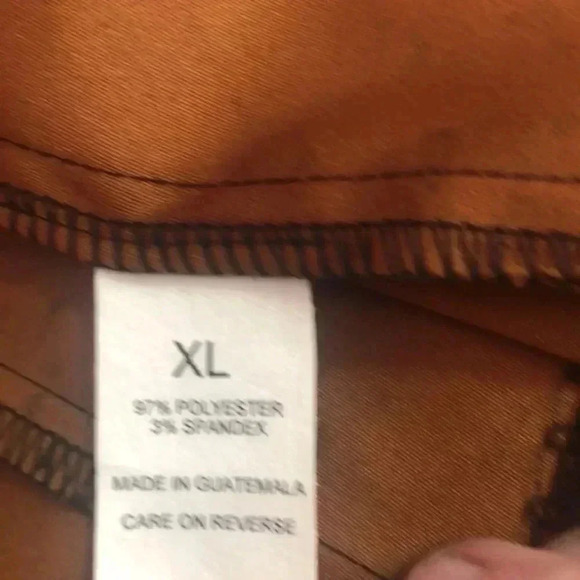 XL
97% POLYESTER
3% SPANDEX
MADE IN GUATEMALA
CARE ON REVERSE